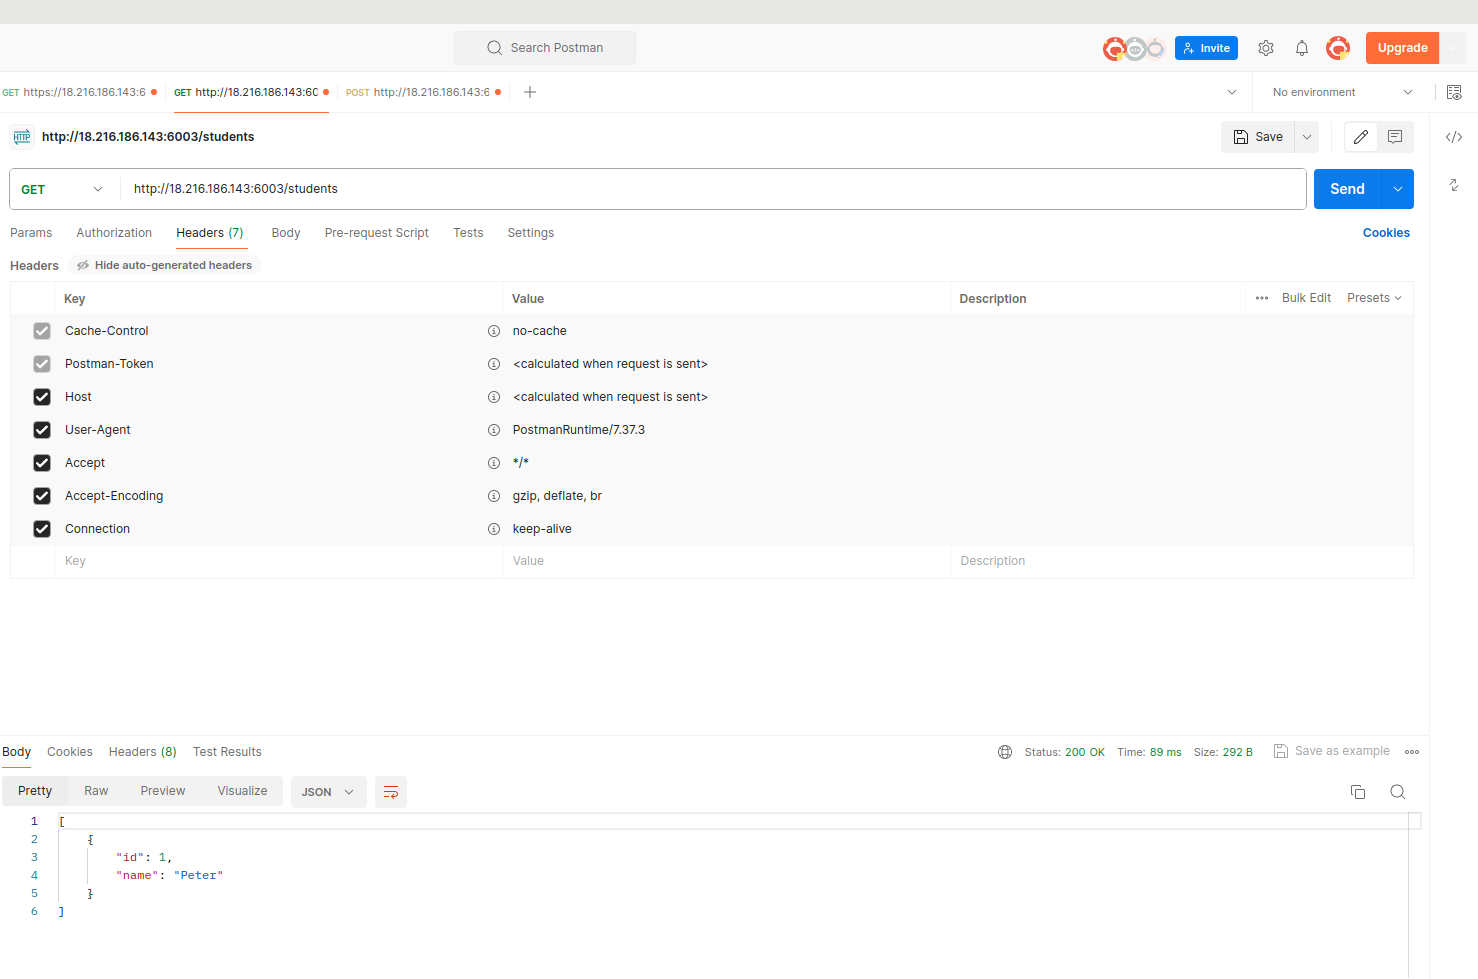 Search Postman
Invite
Upgrade
GET https://18.216.186.143:6
GET http://18.216.186.143:60
POST http://18.216.186.143:6
No environment
HTTP http://18.216.186.143:6003/students
Save
GET http://18.216.186.143:6003/students
Send
Params Authorization Headers (7) Body Pre-request Script Tests Settings Cookies
Headers Hide auto-generated headers
Key Value Description Bulk Edit Presets
Cache-Control no-cache
Postman-Token <calculated when request is sent>
Host <calculated when request is sent>
User-Agent PostmanRuntime/7.37.3
Accept */*
Accept-Encoding gzip, deflate, br
Connection keep-alive
Key Value Description
Body Cookies Headers (8) Test Results Status: 200 OK Time: 89 ms Size: 292 B Save as example
Pretty Raw Preview Visualize JSON
1 [
2 {
3 "id": 1,
4 "name": "Peter"
5 }
6 ]